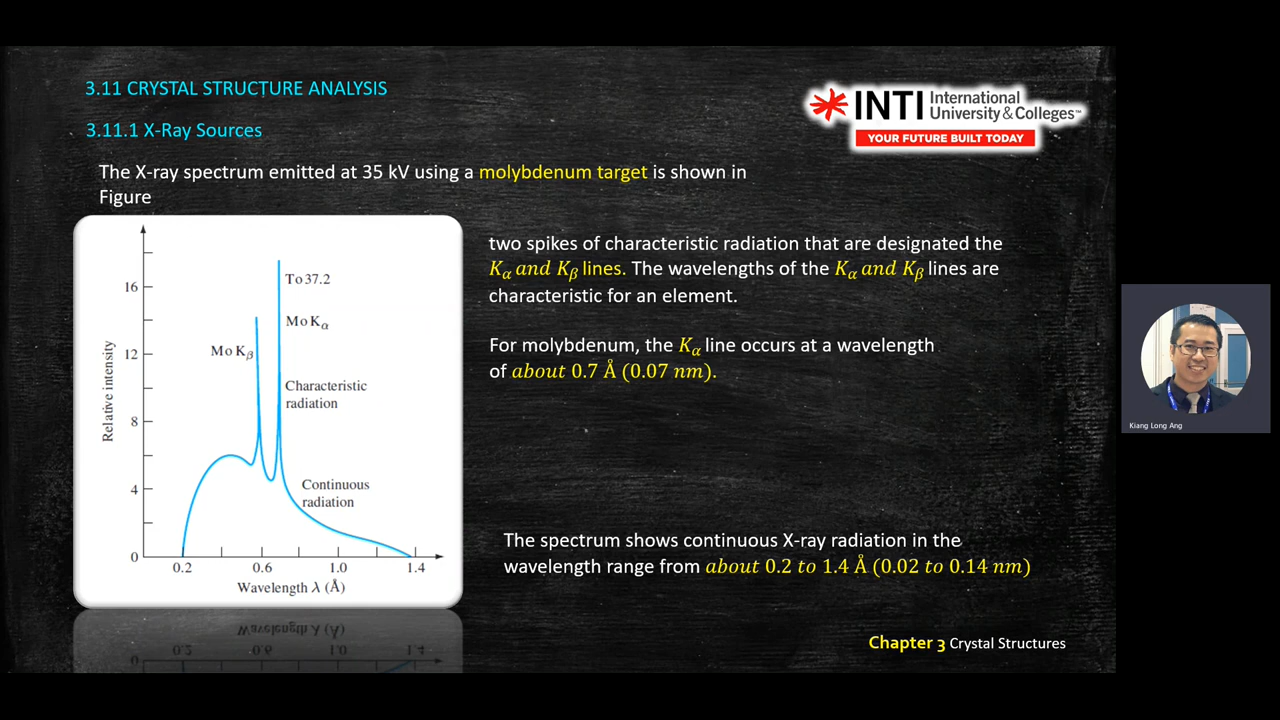 3.11 CRYSTAL STRUCTURE ANALYSIS
3.11.1 X-Ray Sources
INTI International
University & Colleges™
YOUR FUTURE BUILT TODAY
The X-ray spectrum emitted at 35 kV using a molybdenum target is shown in
Figure
16
12
8
4
0
Relative intensity
To 37.2
Mo Kα
Mo Kβ
Characteristic
radiation
Continuous
radiation
0.2 0.6 1.0 1.4
Wavelength λ (Å)
two spikes of characteristic radiation that are designated the
Kα and Kβ lines. The wavelengths of the Kα and Kβ lines are
characteristic for an element.
For molybdenum, the Kα line occurs at a wavelength
of about 0.7 Å (0.07 nm).
The spectrum shows continuous X-ray radiation in the
wavelength range from about 0.2 to 1.4 Å (0.02 to 0.14 nm)
Chapter 3 Crystal Structures
Kiang Long Ang